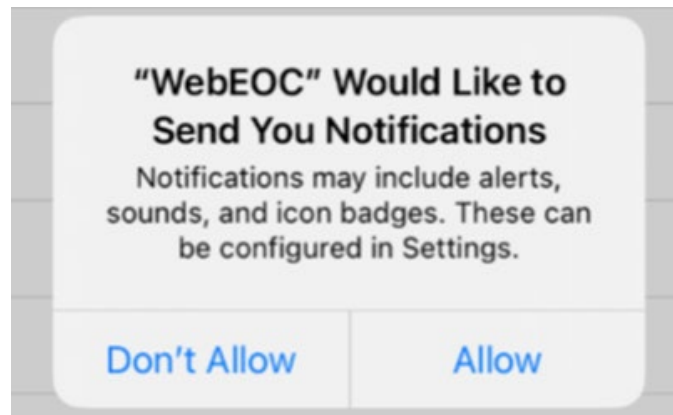 “WebEOC” Would Like to
Send You Notifications
Notifications may include alerts,
sounds, and icon badges. These can
be configured in Settings.
Don’t Allow
Allow